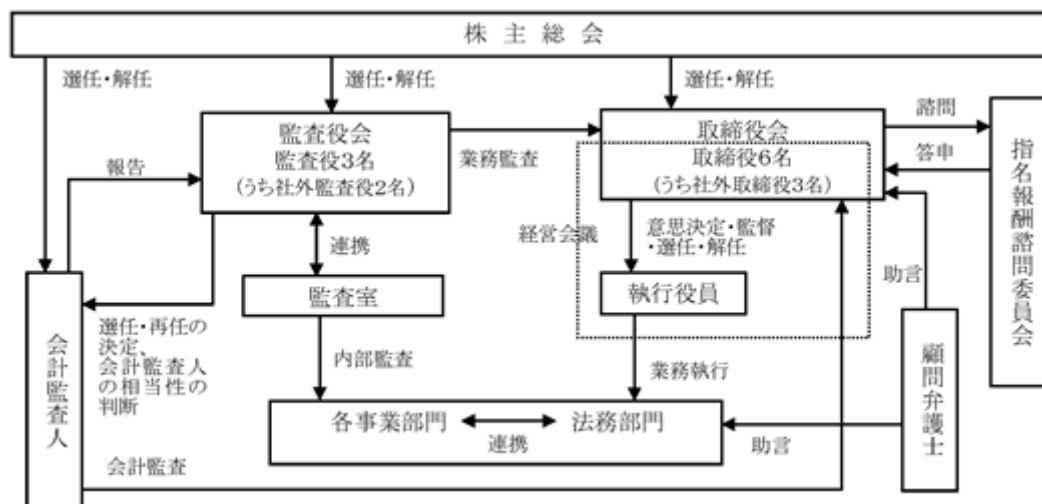 株主総会
選任・解任
選任・解任
選任・解任
監査役会
監査役3名
(うち社外監査役2名)
業務監査
取締役会
取締役6名
(うち社外取締役3名)
諮問
答申
指名報酬諮問委員会
報告
連携
経営会議
意思決定・監督
・選任・解任
助言
監査室
執行役員
会計監査人
選任・再任の
決定、
会計監査人
の相当性の
判断
内部監査
業務執行
顧問弁護士
各事業部門
法務部門
連携
助言
会計監査